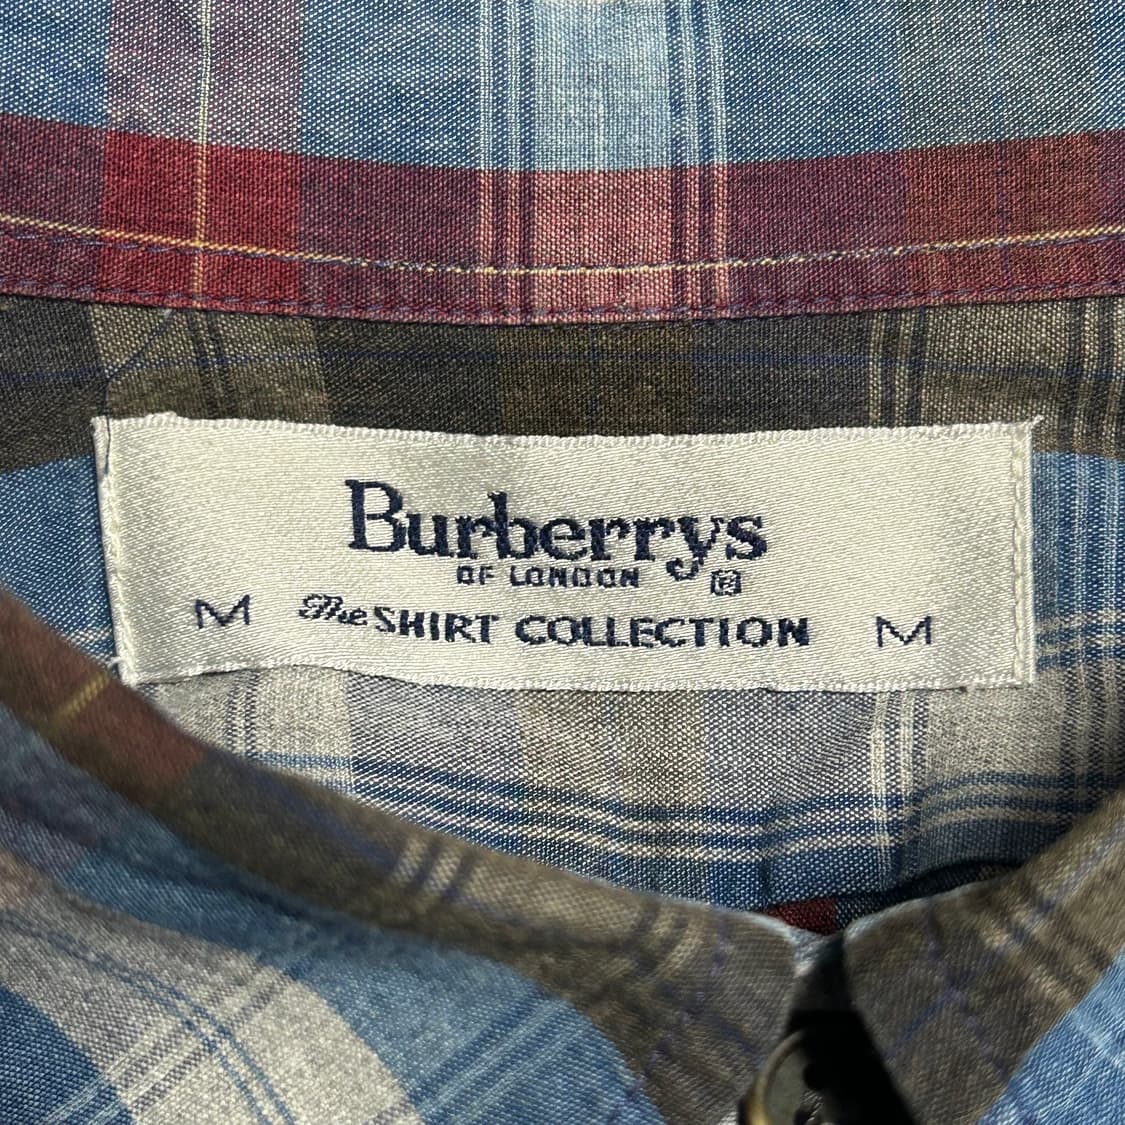 Burberrys
OF LONDON ®
M The SHIRT COLLECTION M